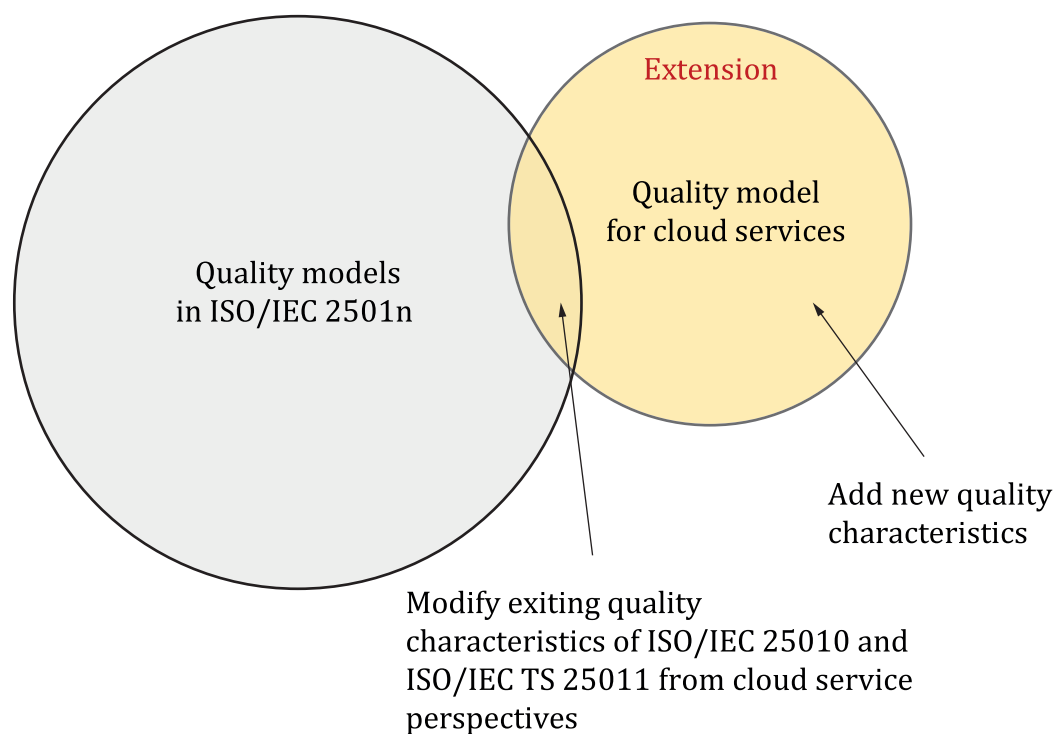 Extension
Quality model
for cloud services
Quality models
in ISO/IEC 2501n
Add new quality
characteristics
Modify exiting quality
characteristics of ISO/IEC 25010 and
ISO/IEC TS 25011 from cloud service
perspectives